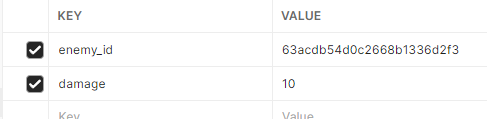 KEY VALUE
enemy_id 63acdb54d0c2668b1336d2f3
damage 10
Key Value